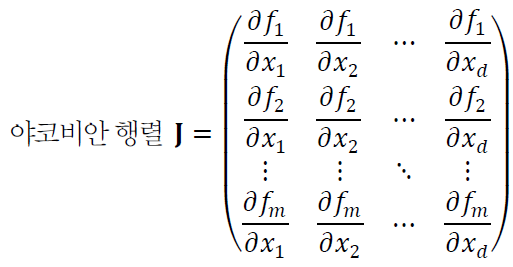 야코비안 행렬 J = 
∂f₁/∂x₁ ∂f₁/∂x₂ ⋯ ∂f₁/∂x_d
∂f₂/∂x₁ ∂f₂/∂x₂ ⋯ ∂f₂/∂x_d
⋮ ⋮ ⋱ ⋮
∂f_m/∂x₁ ∂f_m/∂x₂ ⋯ ∂f_m/∂x_d